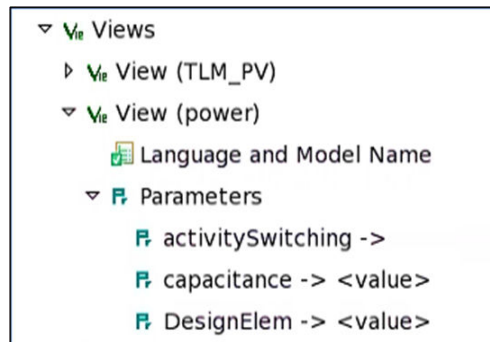 Views
View (TLM_PV)
View (power)
Language and Model Name
Parameters
activitySwitching ->
capacitance -> <value>
DesignElem -> <value>